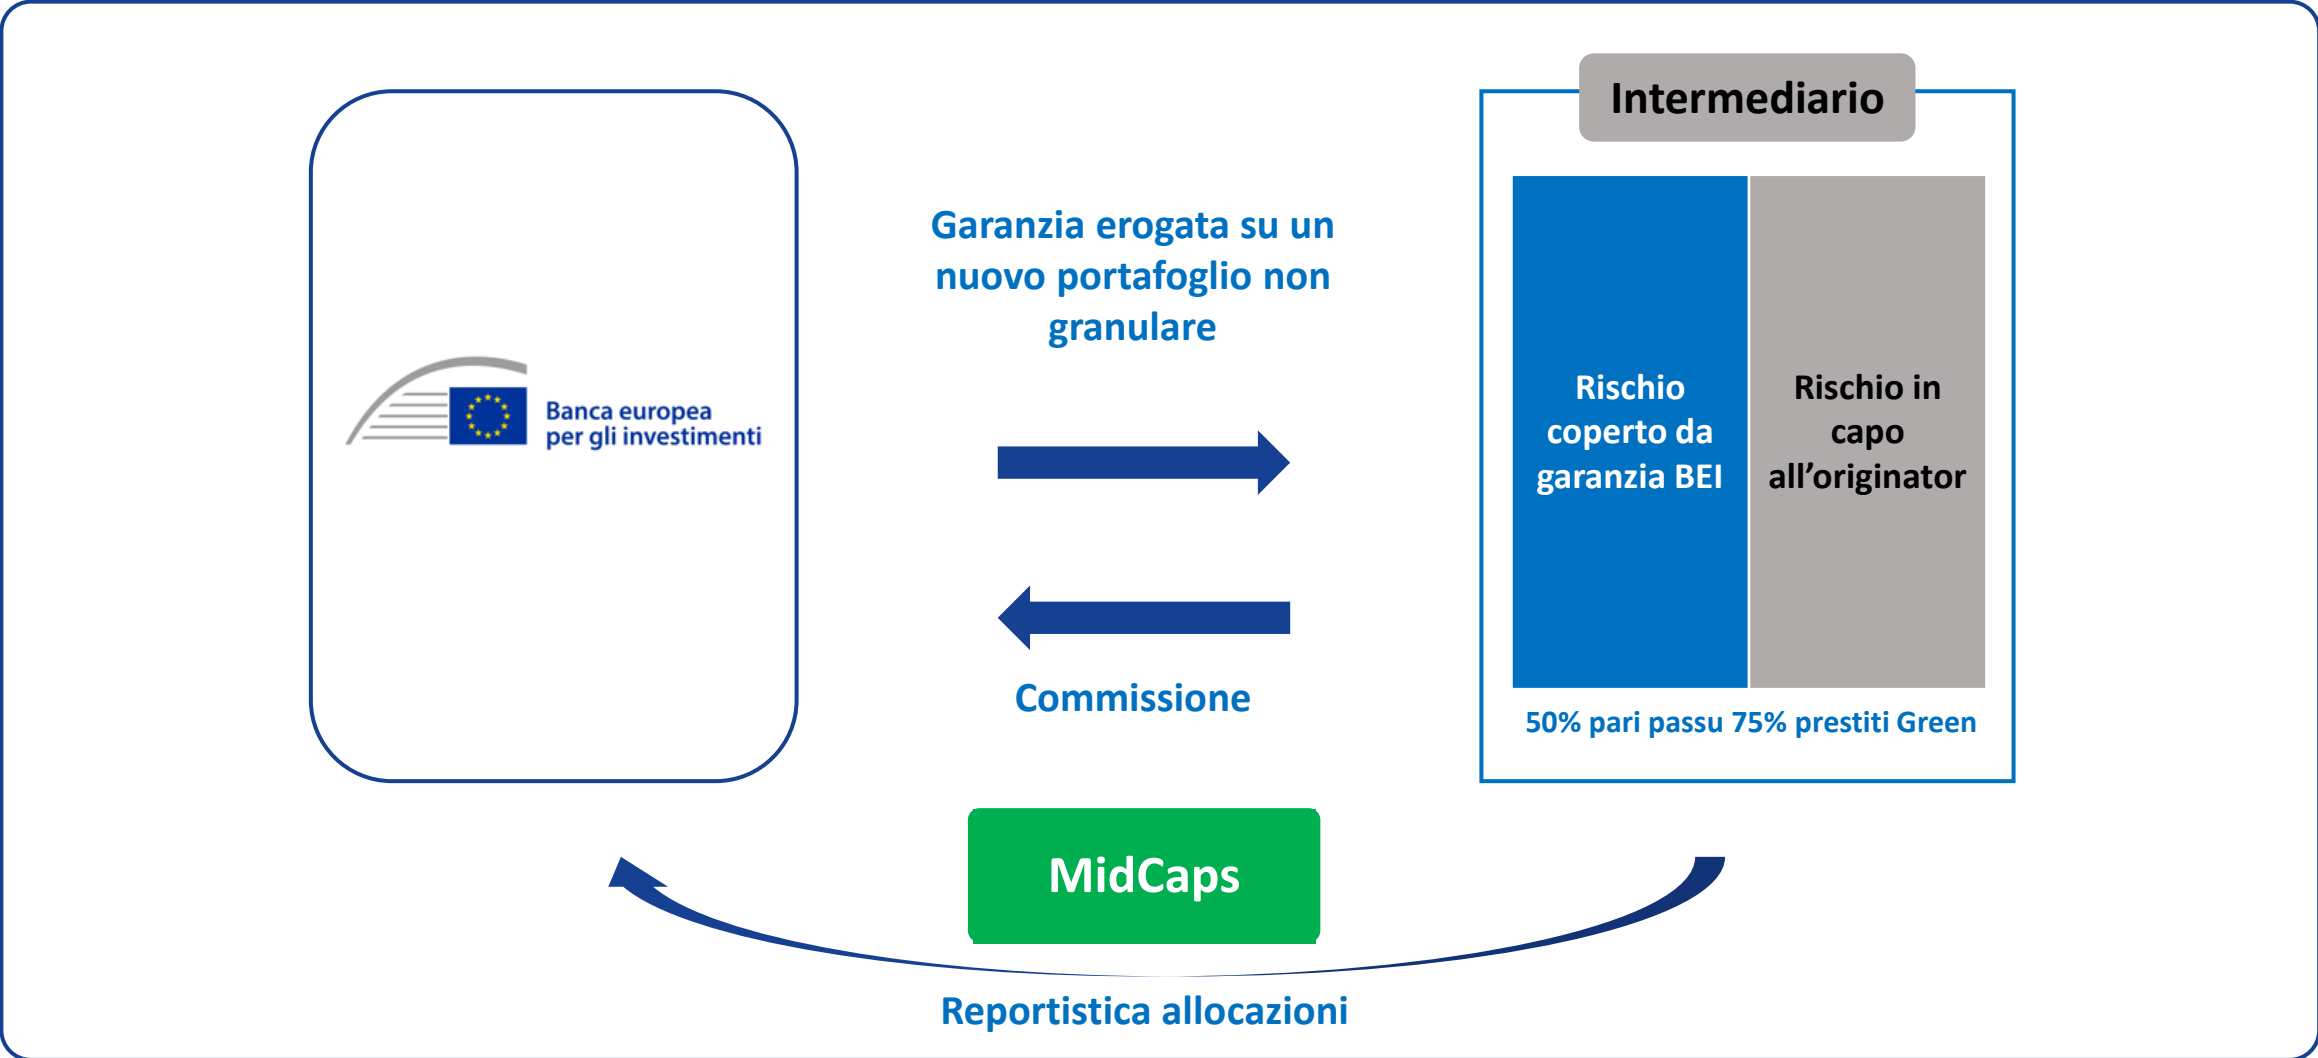 Intermediario
Garanzia erogata su un
nuovo portafoglio non
granulare
Banca europea
per gli investimenti
Rischio
coperto da
garanzia BEI
Rischio in
capo
all’originator
Commissione
50% pari passu 75% prestiti Green
MidCaps
Reportistica allocazioni